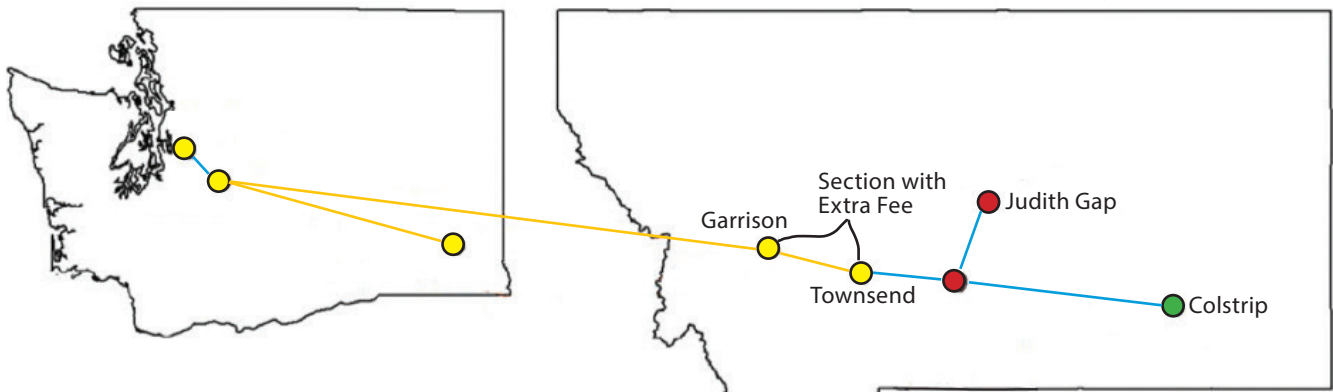 Section with
Extra Fee
Judith Gap
Garrison
Townsend
Colstrip